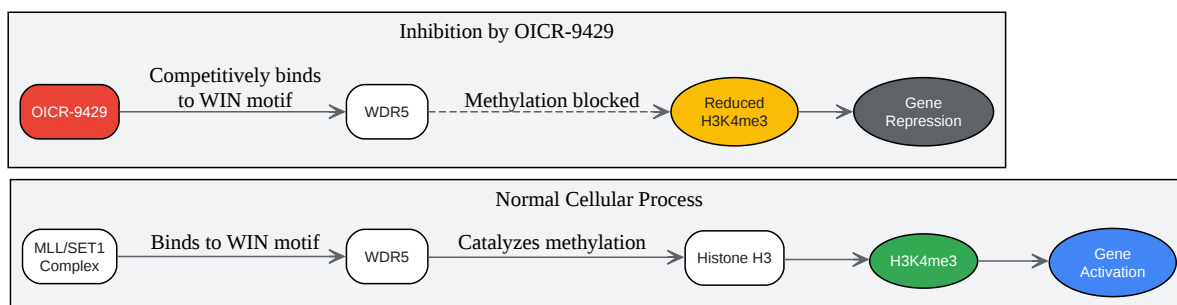 Inhibition by OICR-9429
OICR-9429
Competitively binds
to WIN motif
WDR5
Methylation blocked
Reduced
H3K4me3
Gene
Repression
Normal Cellular Process
MLL/SET1
Complex
Binds to WIN motif
WDR5
Catalyzes methylation
Histone H3
H3K4me3
Gene
Activation